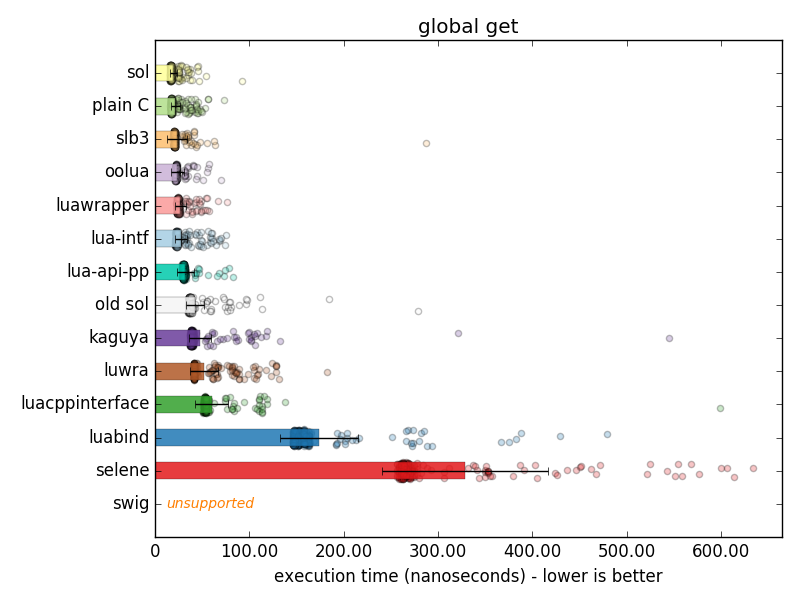 global get
sol
plain C
slb3
oolua
luawrapper
lua-intf
lua-api-pp
old sol
kaguya
luwra
luacppinterface
luabind
selene
swig unsupported
0 100.00 200.00 300.00 400.00 500.00 600.00
execution time (nanoseconds) - lower is better